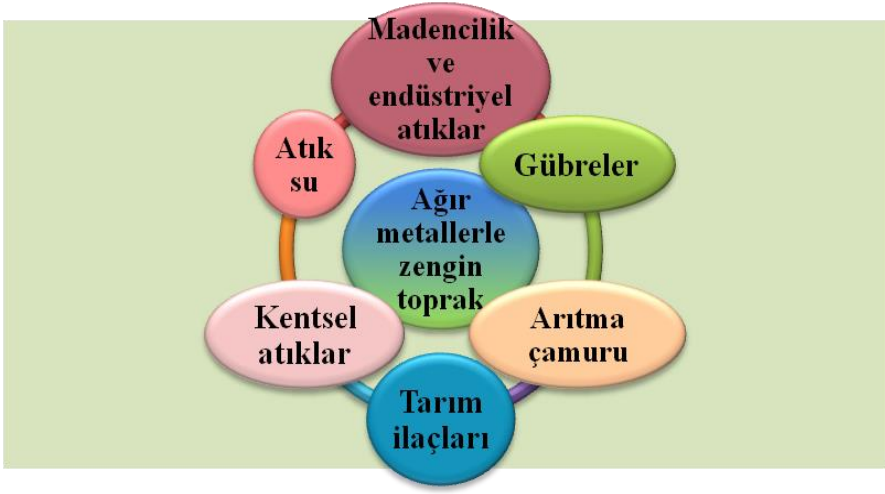 Madencilik
ve
endüstriyel
atıklar
Atık
su
Gübreler
Ağır
metallerle
zengin
toprak
Kentsel
atıklar
Arıtma
çamuru
Tarım
ilaçları